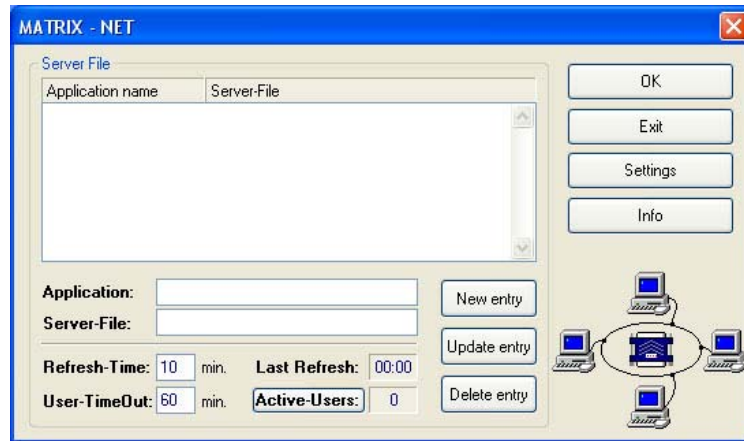 MATRIX - NET
Server File
Application name Server-File
OK
Exit
Settings
Info
Application:
Server-File:
New entry
Update entry
Delete entry
Refresh-Time: 10 min. Last Refresh: 00:00
User-TimeOut: 60 min. Active-Users: 0